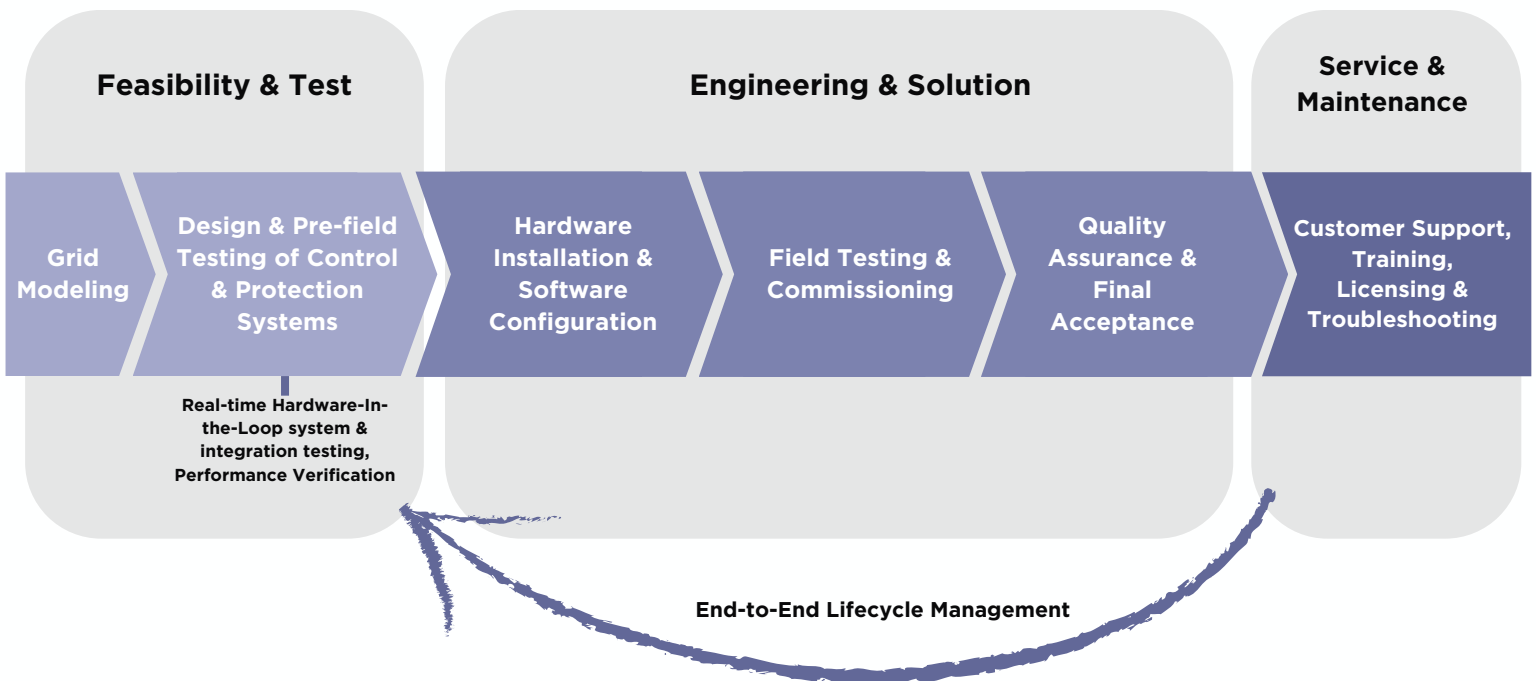 Feasibility & Test
Engineering & Solution
Service &
Maintenance
Grid
Modeling
Design & Pre-field
Testing of Control
& Protection
Systems
Hardware
Installation &
Software
Configuration
Field Testing &
Commissioning
Quality
Assurance &
Final
Acceptance
Customer Support,
Training,
Licensing &
Troubleshooting
Real-time Hardware-In-
the-Loop system &
integration testing,
Performance Verification
End-to-End Lifecycle Management